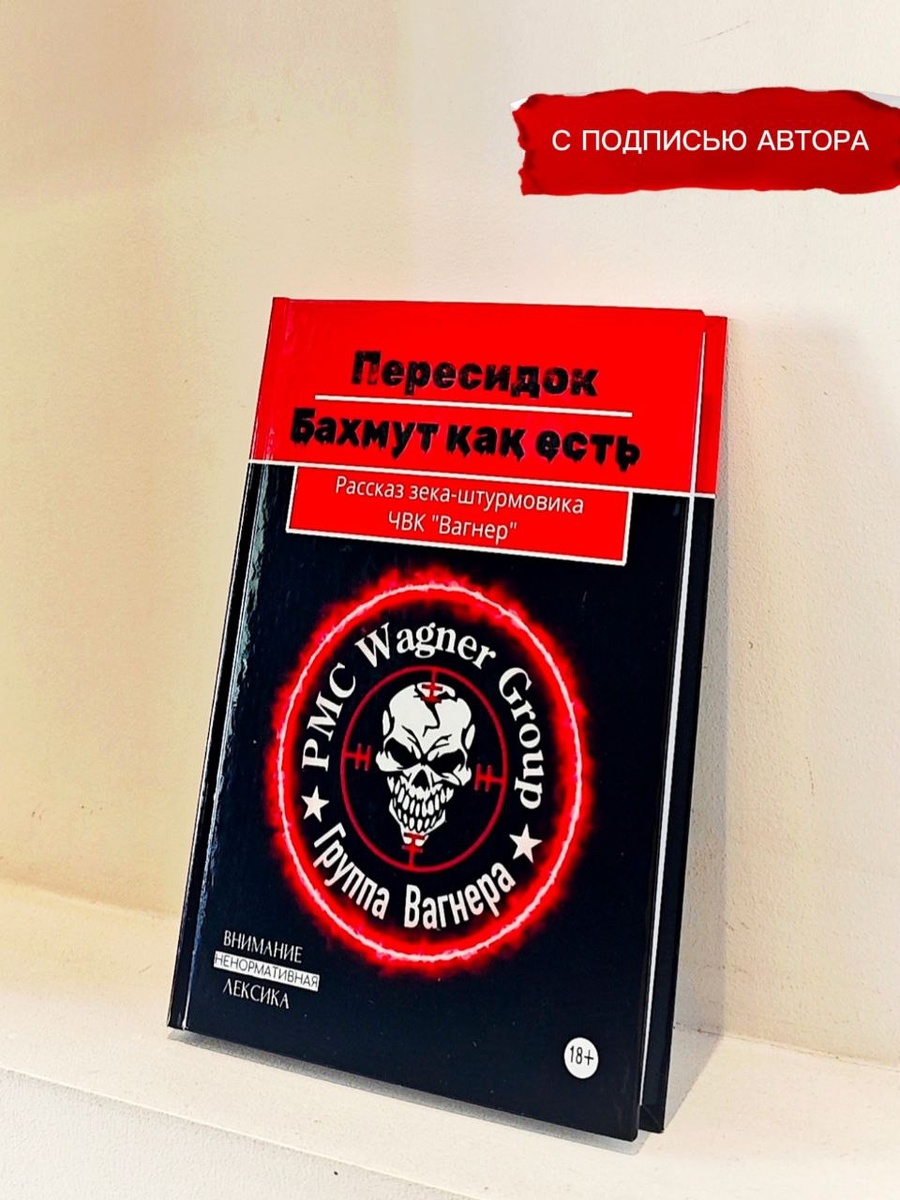 С ПОДПИСЬЮ АВТОРА
Пересидок
Бахмут как есть
Рассказ зека-штурмовика
ЧВК "Вагнер"
PMC Wagner Group
Группа Вагнера
ВНИМАНИЕ
НЕНОРМАТИВНАЯ
ЛЕКСИКА
18+